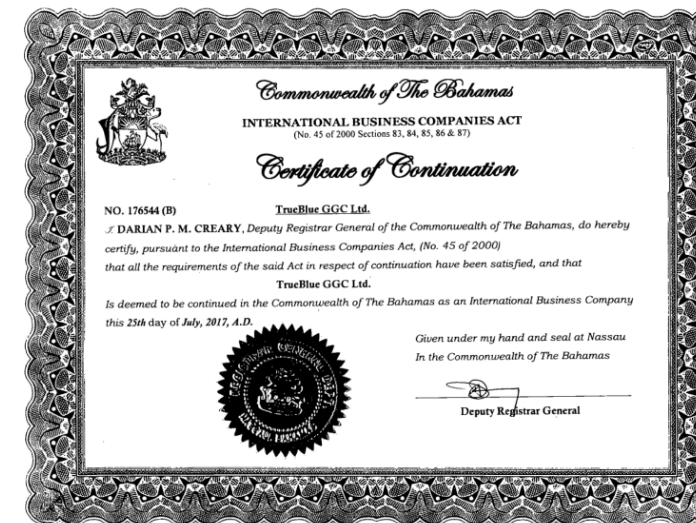 Commonwealth of The Bahamas
INTERNATIONAL BUSINESS COMPANIES ACT
(No. 45 of 2000 Sections 83, 84, 85, 86 & 87)
Certificate of Continuation
NO. 176544 (B) TrueBlue GGC Ltd.
I DARIAN P. M. CREARY, Deputy Registrar General of the Commonwealth of The Bahamas, do hereby
certify, pursuant to the International Business Companies Act, (No. 45 of 2000)
that all the requirements of the said Act in respect of continuation have been satisfied, and that
TrueBlue GGC Ltd.
Is deemed to be continued in the Commonwealth of The Bahamas as an International Business Company
this 25th day of July, 2017, A.D.
Given under my hand and seal at Nassau
In the Commonwealth of The Bahamas
Deputy Registrar General